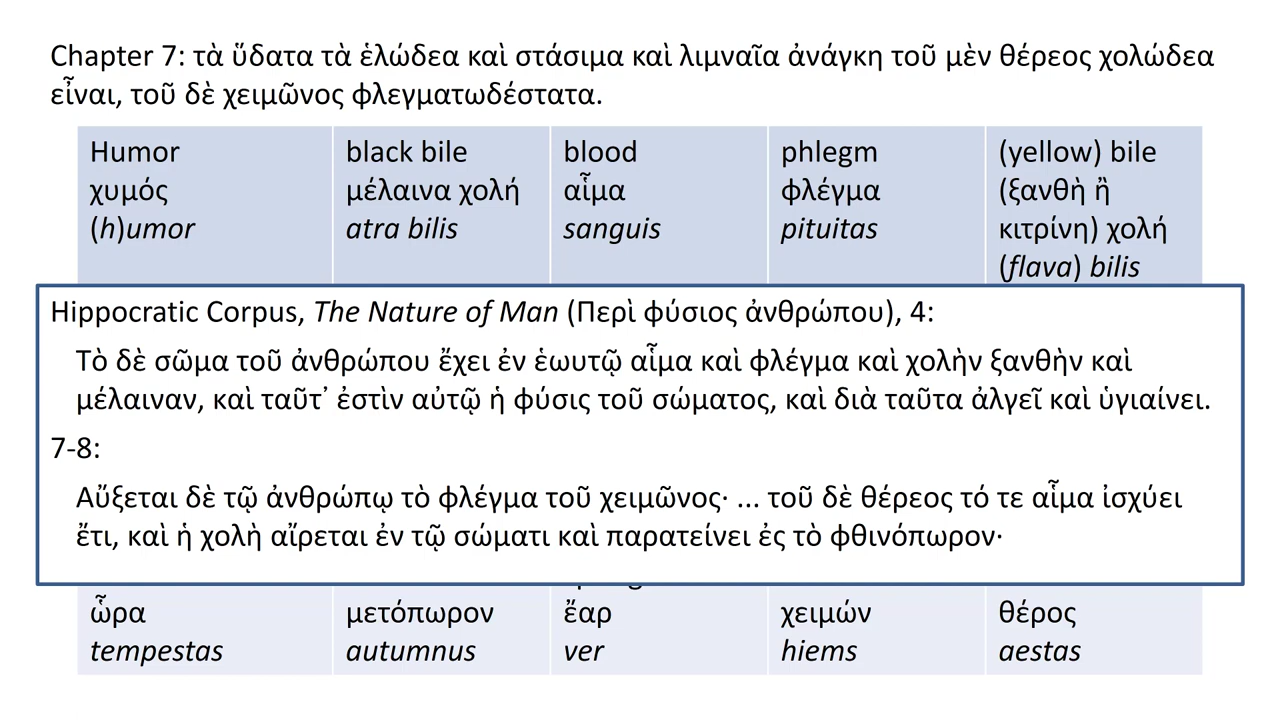 Chapter 7: τὰ ὕδατα τὰ ἑλώδεα καὶ στάσιμα καὶ λιμναῖα ἀνάγκη τοῦ μὲν θέρεος χολώδεα
εἶναι, τοῦ δὲ χειμῶνος φλεγματωδέστατα.
Humor black bile blood phlegm (yellow) bile
χυμός μέλαινα χολή αἷμα φλέγμα (ξανθὴ ἢ
(h)umor atra bilis sanguis pituitas κιτρίνη) χολή
(flava) bilis
Hippocratic Corpus, The Nature of Man (Περὶ φύσιος ἀνθρώπου), 4:
Τὸ δὲ σῶμα τοῦ ἀνθρώπου ἔχει ἐν ἑωυτῷ αἷμα καὶ φλέγμα καὶ χολὴν ξανθὴν καὶ
μέλαιναν, καὶ ταῦτ᾽ ἐστὶν αὐτῷ ἡ φύσις τοῦ σώματος, καὶ διὰ ταῦτα ἀλγεῖ καὶ ὑγιαίνει.
7-8:
Αὔξεται δὲ τῷ ἀνθρώπῳ τὸ φλέγμα τοῦ χειμῶνος· ... τοῦ δὲ θέρεος τό τε αἷμα ἰσχύει
ἔτι, καὶ ἡ χολὴ αἴρεται ἐν τῷ σώματι καὶ παρατείνει ἐς τὸ φθινόπωρον·
ὧρα μετόπωρον ἔαρ χειμών θέρος
tempestas autumnus ver hiems aestas